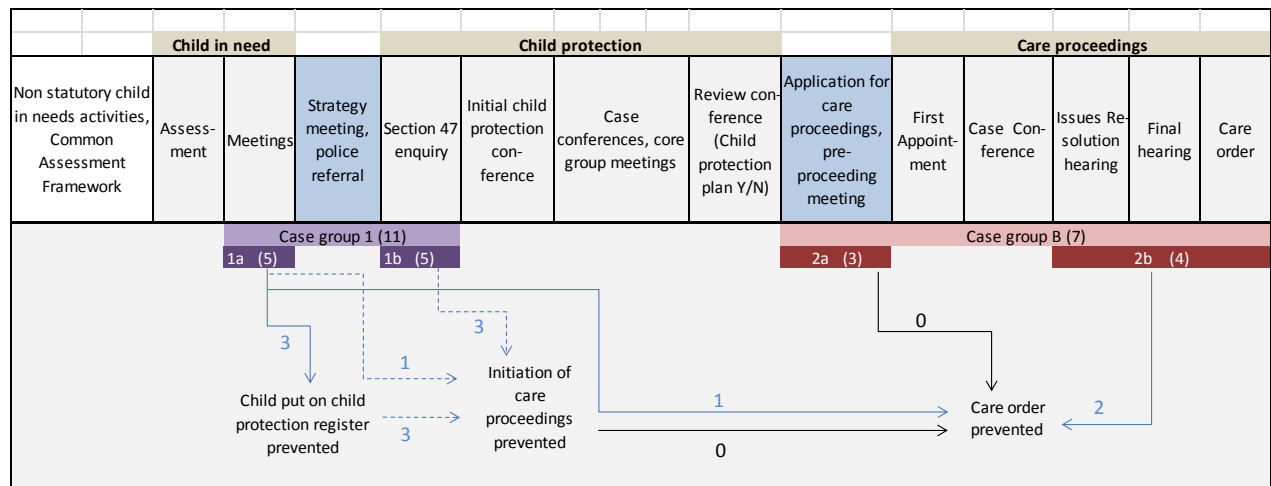 Child in need
Child protection
Care proceedings
Non statutory child
in needs activities,
Common
Assessment
Framework
Assess-
ment
Meetings
Strategy
meeting,
police
referral
Section 47
enquiry
Initial child
protection
con-
ference
Case
conferences, core
group meetings
Review con-
ference
(Child
protection
plan Y/N)
Application for
care
proceedings,
pre-
proceeding
meeting
First
Appoint-
ment
Case Con-
ference
Issues Re-
solution
hearing
Final
hearing
Care
order
Case group 1 (11)
Case group B (7)
1a (5)
1b (5)
2a (3)
2b (4)
3
1
3
0
Child put on child
protection register
prevented
3
Initiation of
care
proceedings
prevented
1
0
Care order
prevented
2